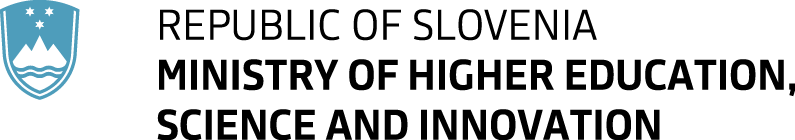 REPUBLIC OF SLOVENIA
MINISTRY OF HIGHER EDUCATION,
SCIENCE AND INNOVATION